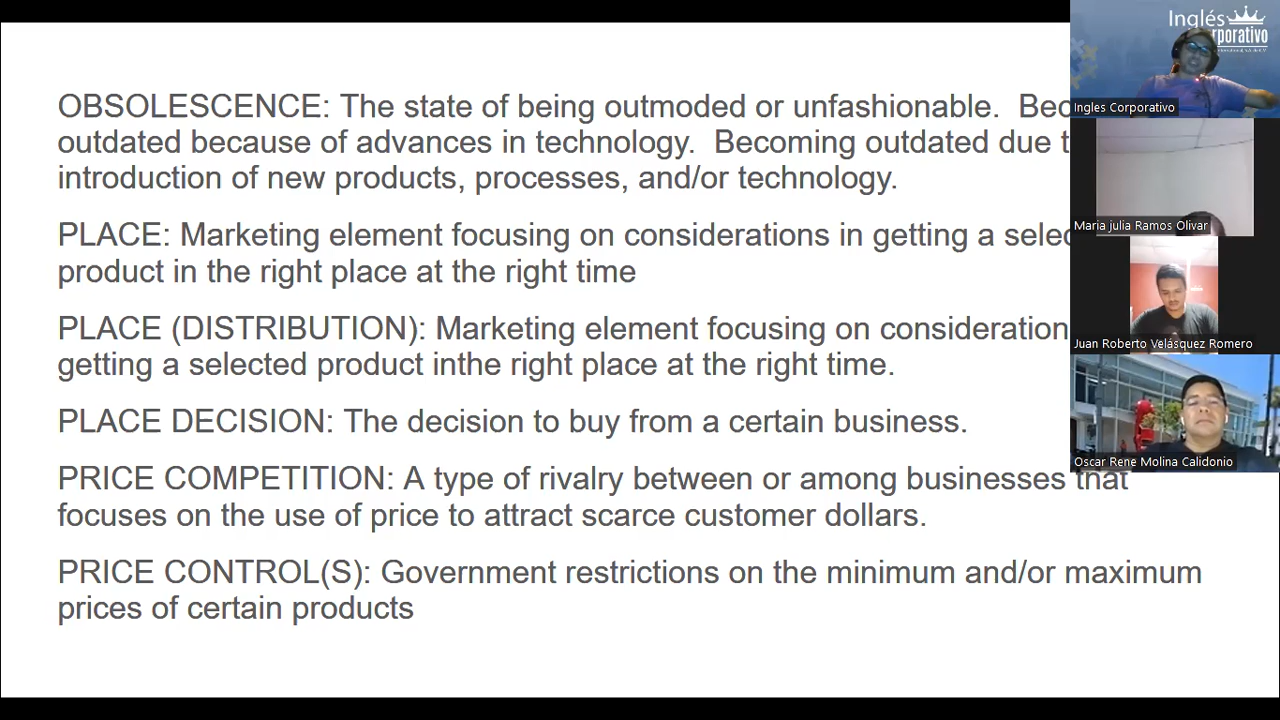 OBSOLESCENCE: The state of being outmoded or unfashionable. Bec
outdated because of advances in technology. Becoming outdated due t
introduction of new products, processes, and/or technology.
PLACE: Marketing element focusing on considerations in getting a selec
product in the right place at the right time
PLACE (DISTRIBUTION): Marketing element focusing on consideration
getting a selected product inthe right place at the right time.
PLACE DECISION: The decision to buy from a certain business.
PRICE COMPETITION: A type of rivalry between or among businesses that
focuses on the use of price to attract scarce customer dollars.
PRICE CONTROL(S): Government restrictions on the minimum and/or maximum
prices of certain products
Inglés
rporativo
Ingles Corporativo
Maria julia Ramos Olivar
Juan Roberto Velásquez Romero
Oscar Rene Molina Calidonio